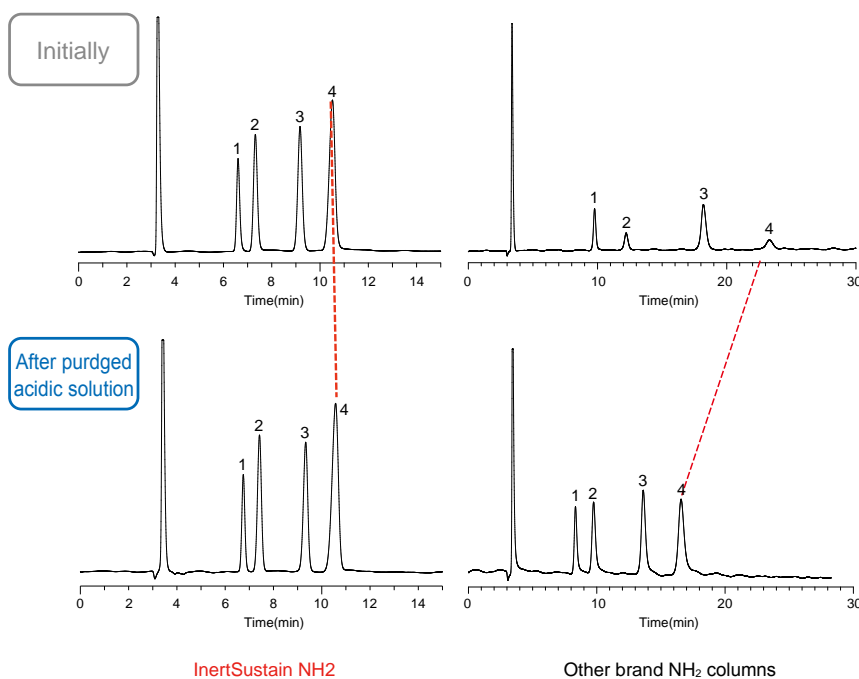 Initially
1
2
3
4
0 2 4 6 8 10 12 14
Time(min)
1
2
3
4
0 10 20 30
Time(min)
After purdged
acidic solution
1
2
3
4
0 2 4 6 8 10 12 14
Time(min)
1
2
3
4
0 10 20 30
Time(min)
InertSustain NH2
Other brand NH₂ columns